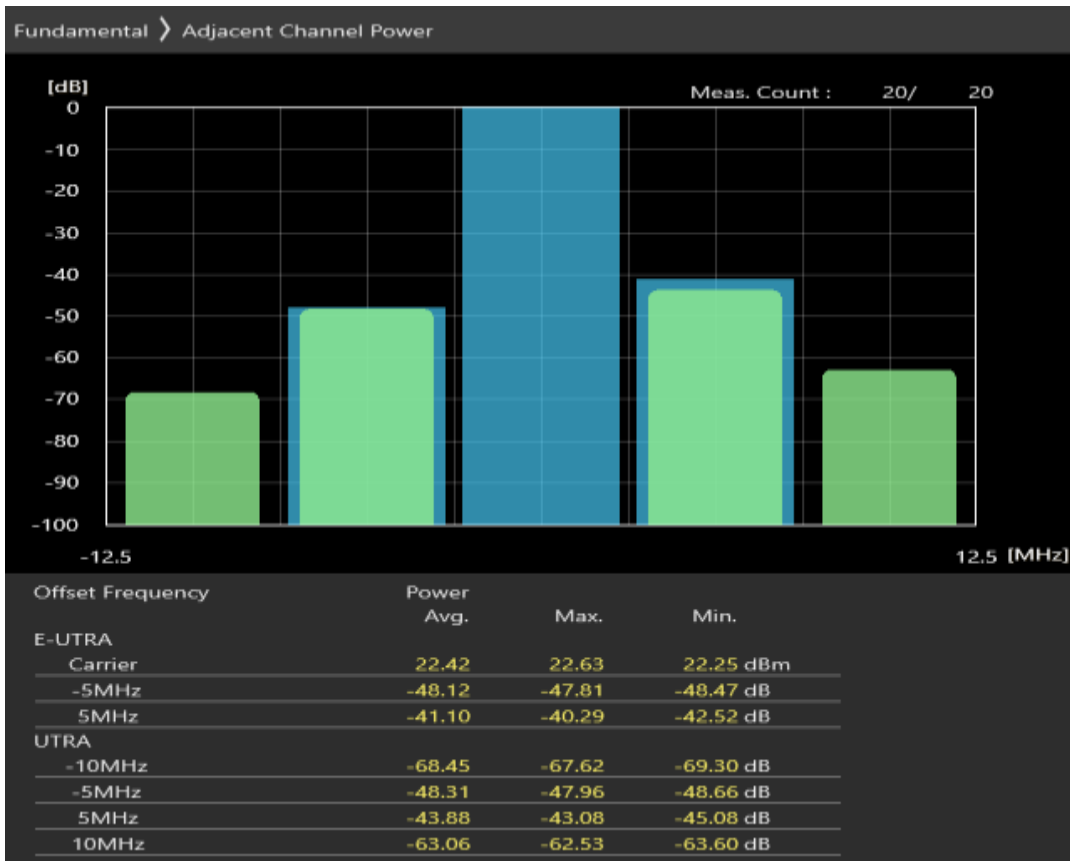 Fundamental 〉 Adjacent Channel Power
[dB]
Meas. Count : 20/ 20
0
-10
-20
-30
-40
-50
-60
-70
-80
-90
-100
-12.5 12.5 [MHz]
Offset Frequency Power
Avg. Max. Min.
E-UTRA
Carrier 22.42 22.63 22.25 dBm
-5MHz -48.12 -47.81 -48.47 dB
5MHz -41.10 -40.29 -42.52 dB
UTRA
-10MHz -68.45 -67.62 -69.30 dB
-5MHz -48.31 -47.96 -48.66 dB
5MHz -43.88 -43.08 -45.08 dB
10MHz -63.06 -62.53 -63.60 dB